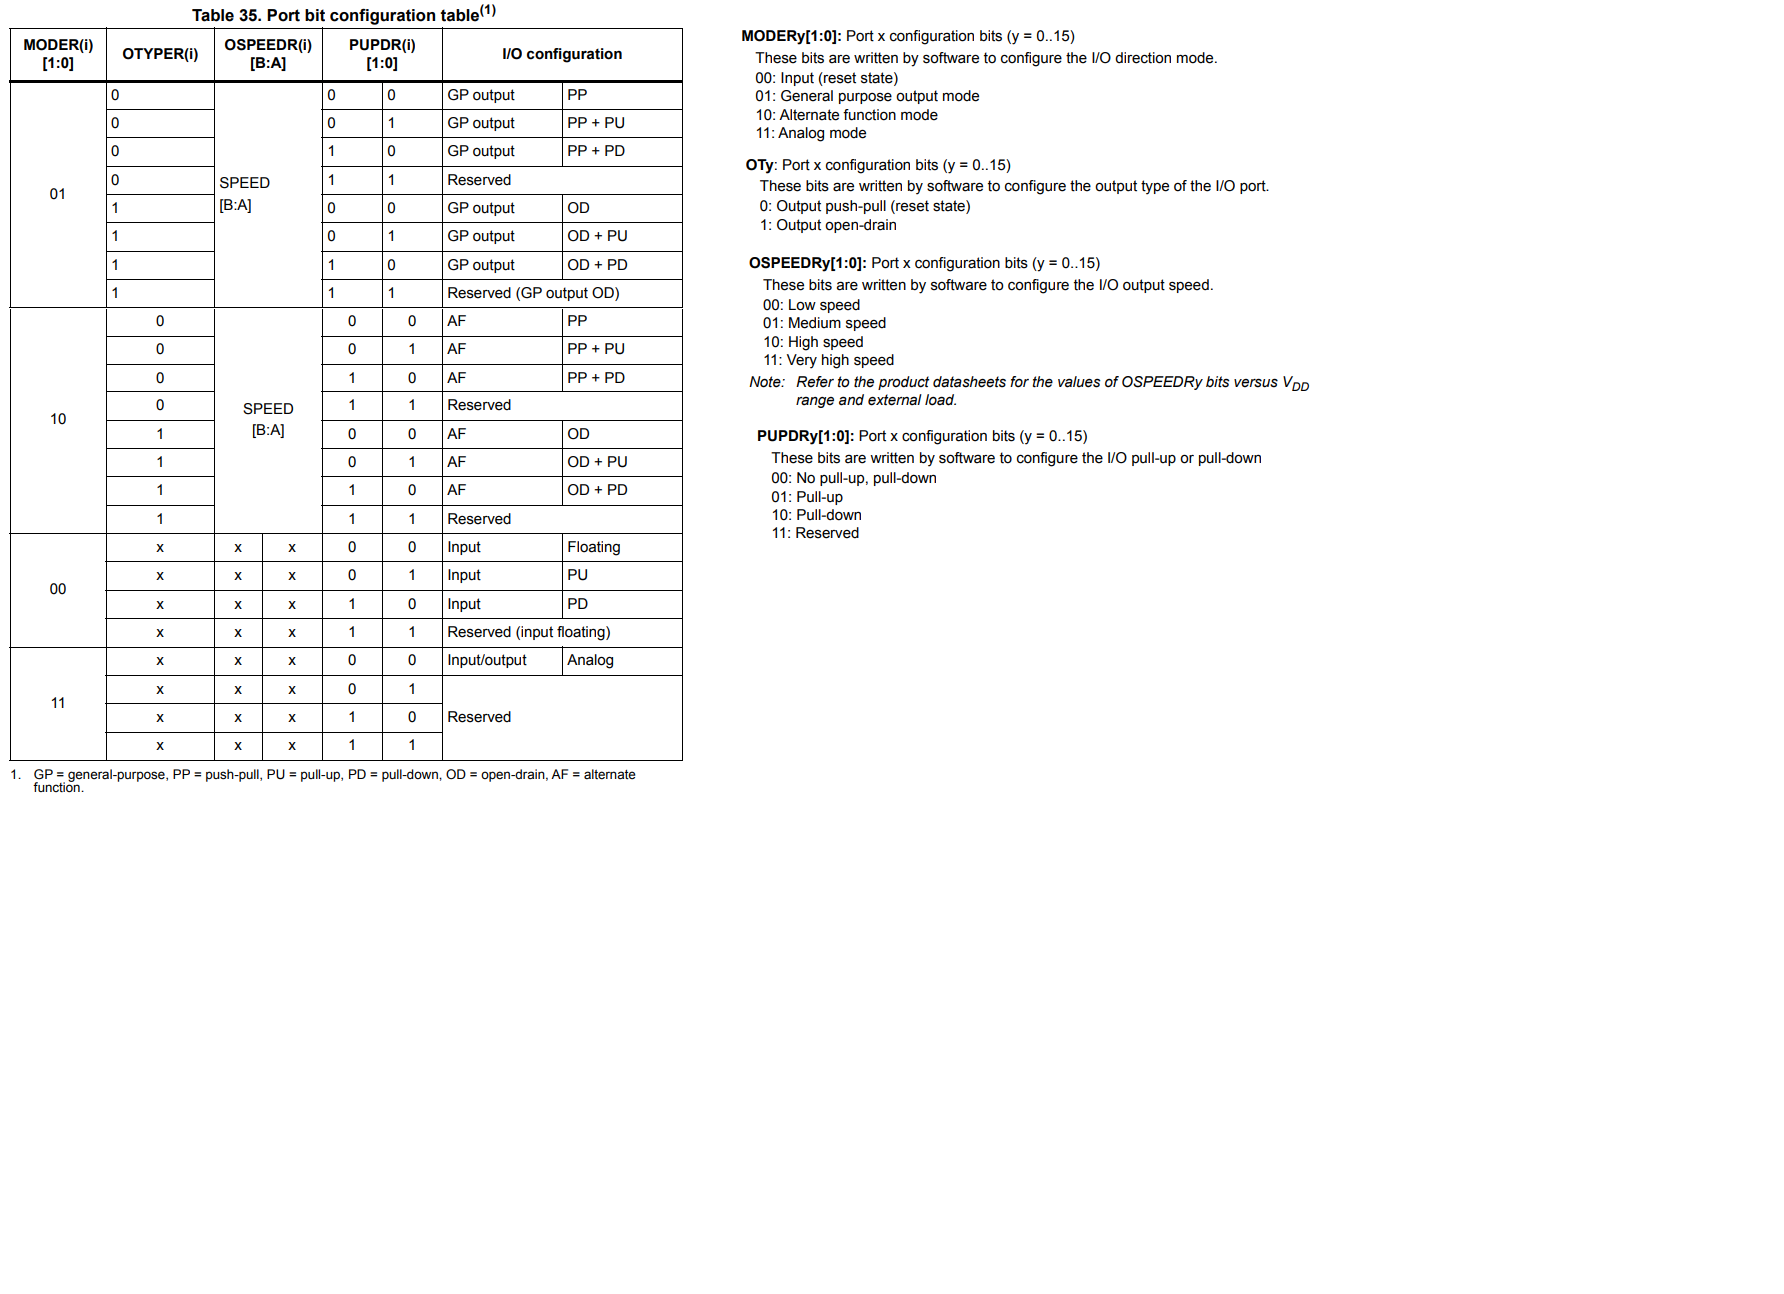 Table 35. Port bit configuration table(1)
MODER(i) [1:0] OTYPER(i) OSPEEDR(i) [B:A] PUPDR(i) [1:0] I/O configuration
01 SPEED [B:A]
0 0 0 GP output PP
0 0 1 GP output PP + PU
0 1 0 GP output PP + PD
0 1 1 Reserved
1 0 0 GP output OD
1 0 1 GP output OD + PU
1 1 0 GP output OD + PD
1 1 1 Reserved (GP output OD)
10 SPEED [B:A]
0 0 0 AF PP
0 0 1 AF PP + PU
0 1 0 AF PP + PD
0 1 1 Reserved
1 0 0 AF OD
1 0 1 AF OD + PU
1 1 0 AF OD + PD
1 1 1 Reserved
00
x x x 0 0 Input Floating
x x x 0 1 Input PU
x x x 1 0 Input PD
x x x 1 1 Reserved (input floating)
11
x x x 0 0 Input/output Analog
x x x 0 1
x x x 1 0 Reserved
x x x 1 1
1. GP = general-purpose, PP = push-pull, PU = pull-up, PD = pull-down, OD = open-drain, AF = alternate
function.
MODERy[1:0]: Port x configuration bits (y = 0..15)
These bits are written by software to configure the I/O direction mode.
00: Input (reset state)
01: General purpose output mode
10: Alternate function mode
11: Analog mode
OTy: Port x configuration bits (y = 0..15)
These bits are written by software to configure the output type of the I/O port.
0: Output push-pull (reset state)
1: Output open-drain
OSPEEDRy[1:0]: Port x configuration bits (y = 0..15)
These bits are written by software to configure the I/O output speed.
00: Low speed
01: Medium speed
10: High speed
11: Very high speed
Note: Refer to the product datasheets for the values of OSPEEDRy bits versus VDD
range and external load.
PUPDRy[1:0]: Port x configuration bits (y = 0..15)
These bits are written by software to configure the I/O pull-up or pull-down
00: No pull-up, pull-down
01: Pull-up
10: Pull-down
11: Reserved